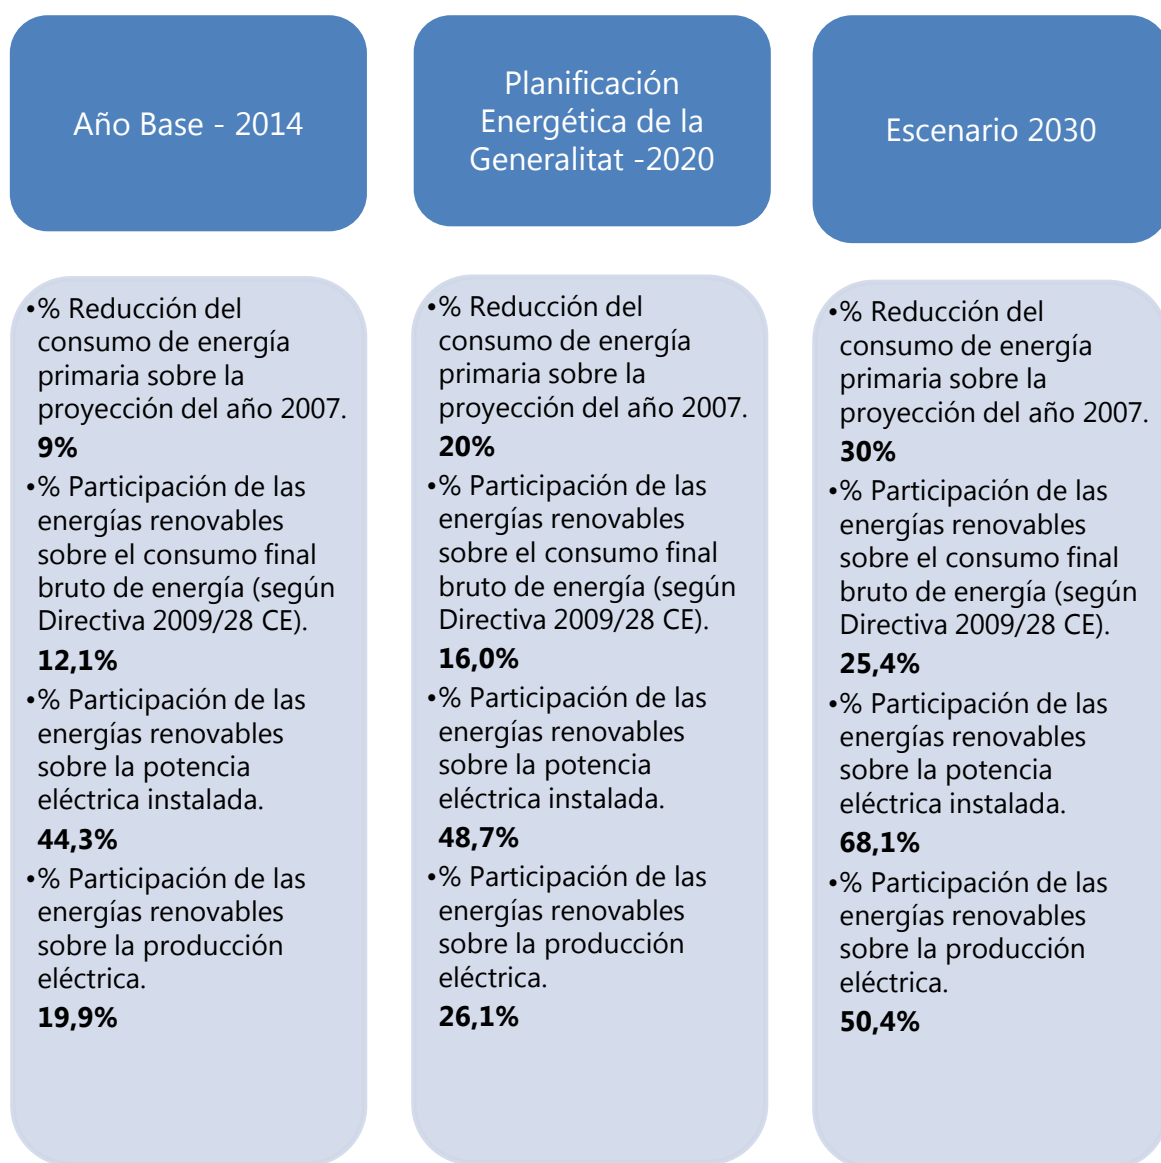 Año Base - 2014
•% Reducción del
consumo de energía
primaria sobre la
proyección del año 2007.
9%
•% Participación de las
energías renovables
sobre el consumo final
bruto de energía (según
Directiva 2009/28 CE).
12,1%
•% Participación de las
energías renovables
sobre la potencia
eléctrica instalada.
44,3%
•% Participación de las
energías renovables
sobre la producción
eléctrica.
19,9%
Planificación
Energética de la
Generalitat -2020
•% Reducción del
consumo de energía
primaria sobre la
proyección del año 2007.
20%
•% Participación de las
energías renovables
sobre el consumo final
bruto de energía (según
Directiva 2009/28 CE).
16,0%
•% Participación de las
energías renovables
sobre la potencia
eléctrica instalada.
48,7%
•% Participación de las
energías renovables
sobre la producción
eléctrica.
26,1%
Escenario 2030
•% Reducción del
consumo de energía
primaria sobre la
proyección del año 2007.
30%
•% Participación de las
energías renovables
sobre el consumo final
bruto de energía (según
Directiva 2009/28 CE).
25,4%
•% Participación de las
energías renovables
sobre la potencia
eléctrica instalada.
68,1%
•% Participación de las
energías renovables
sobre la producción
eléctrica.
50,4%